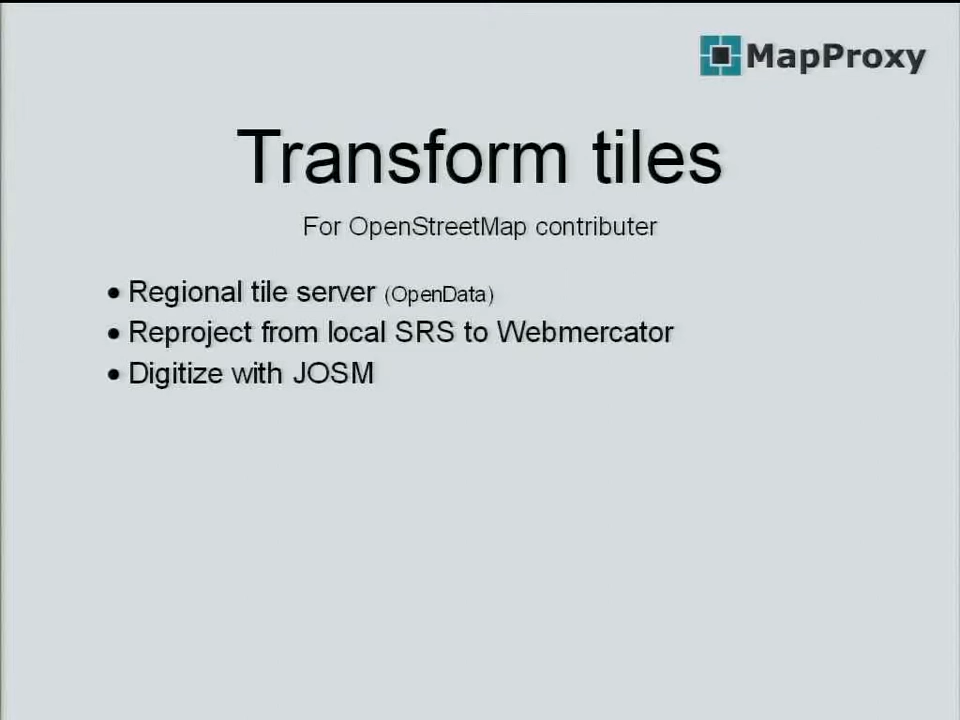 MapProxy
Transform tiles
For OpenStreetMap contributer
• Regional tile server (OpenData)
• Reproject from local SRS to Webmercator
• Digitize with JOSM